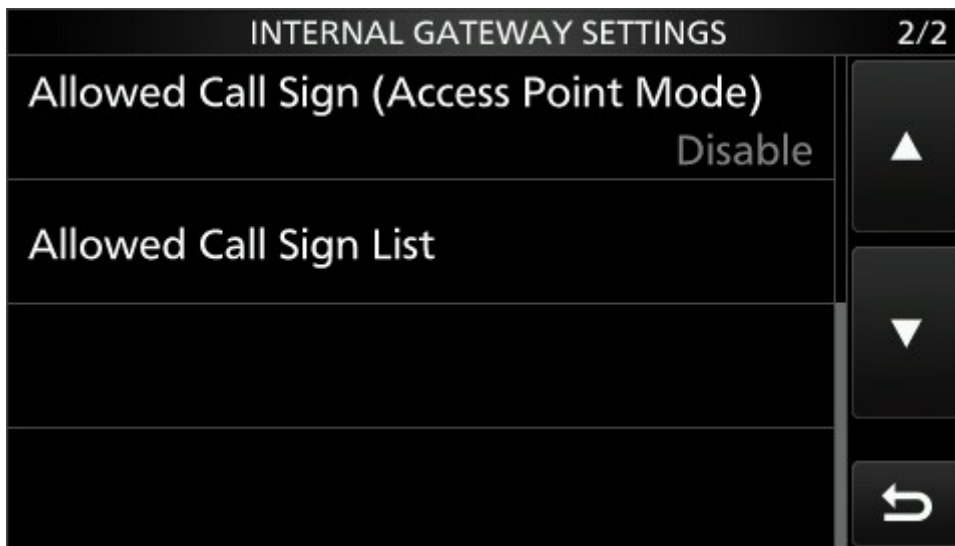 INTERNAL GATEWAY SETTINGS 2/2
Allowed Call Sign (Access Point Mode)
Disable
Allowed Call Sign List